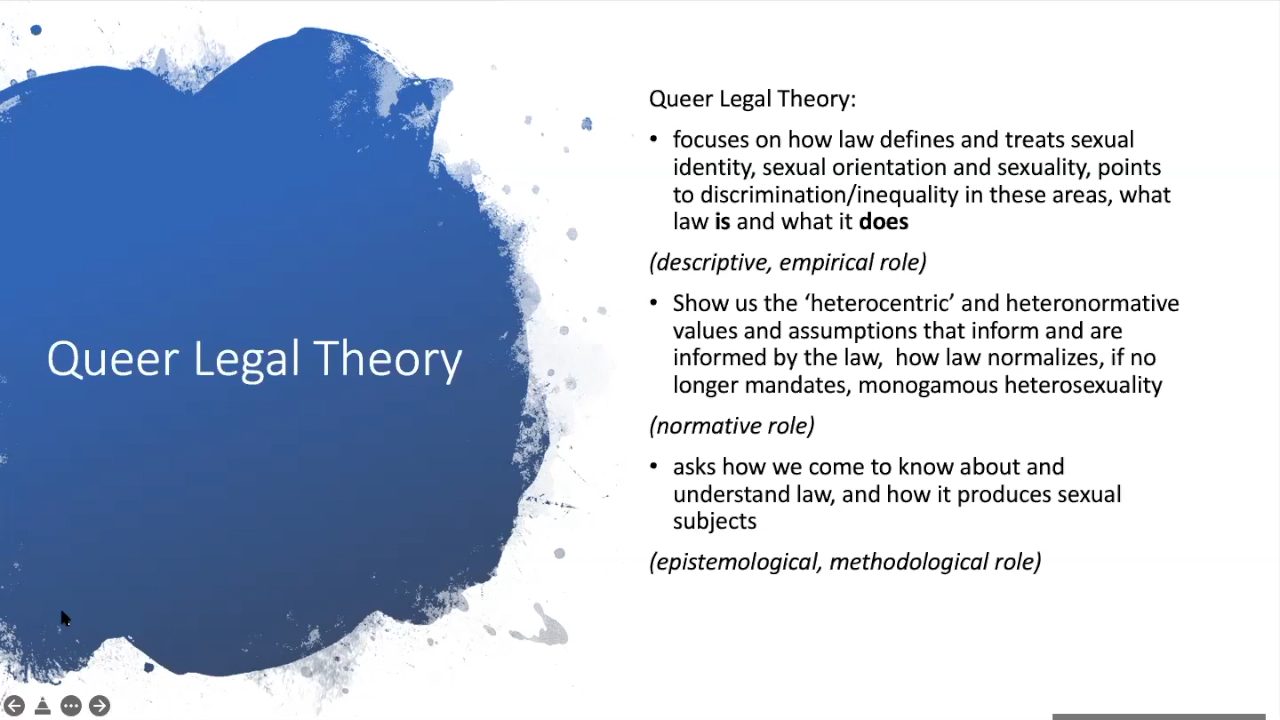 Queer Legal Theory
Queer Legal Theory:
• focuses on how law defines and treats sexual
identity, sexual orientation and sexuality, points
to discrimination/inequality in these areas, what
law is and what it does
(descriptive, empirical role)
• Show us the ‘heterocentric’ and heteronormative
values and assumptions that inform and are
informed by the law,  how law normalizes, if no
longer mandates, monogamous heterosexuality
(normative role)
• asks how we come to know about and
understand law, and how it produces sexual
subjects
(epistemological, methodological role)